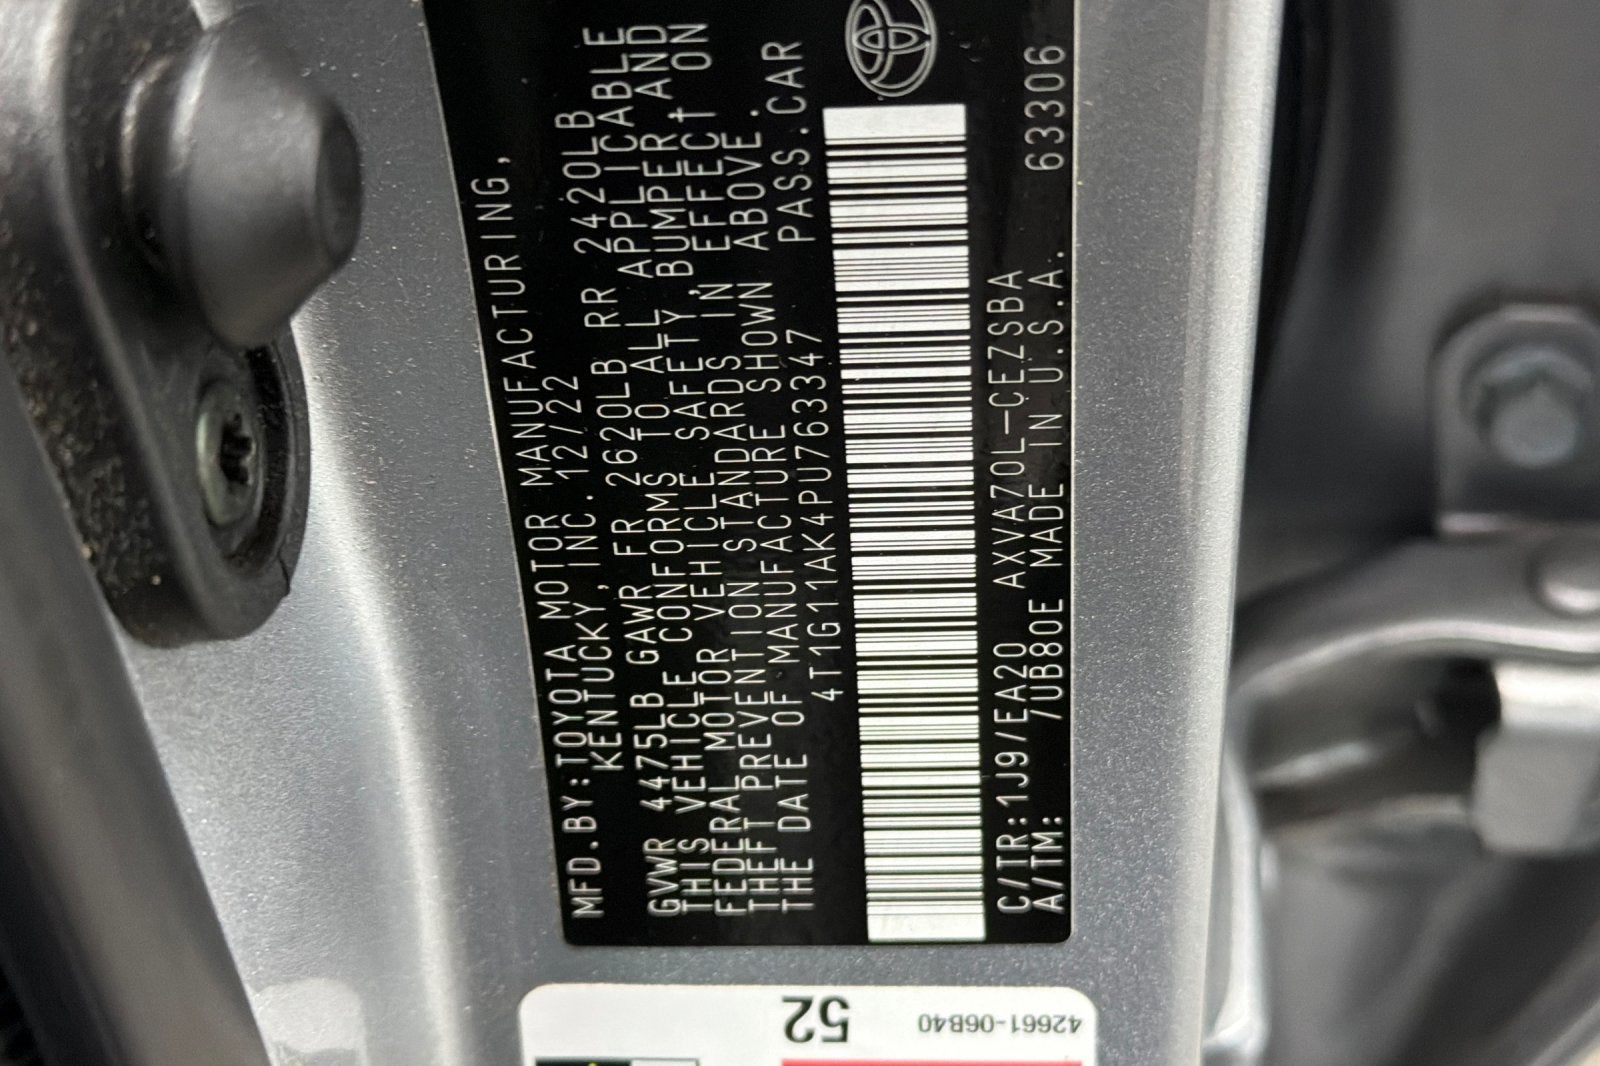 MFD.BY:TOYOTA MOTOR MANUFACTURING,
KENTUCKY, INC. 12/22
GVWR 4475LB GAWR FR 2620LB RR 2420LB
THIS VEHICLE CONFORMS TO ALL APPLICABLE
FEDERAL MOTOR VEHICLE SAFETY, BUMPER AND
THEFT PREVENTION STANDARDS IN EFFECT ON
THE DATE OF MANUFACTURE SHOWN ABOVE.
4T1G11AK4PU763347 PASS.CAR
C/TR:1J9/EA20 AXVA70L-CEZSBA 63306
A/TM: /UB80E MADE IN U.S.A.
52
42661-06B40